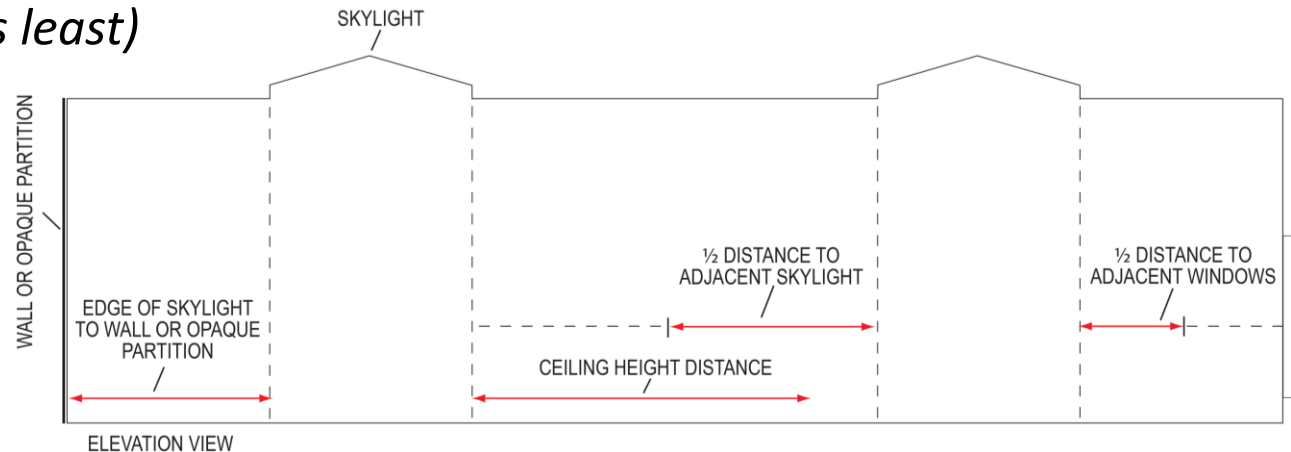 s least)
SKYLIGHT
WALL OR OPAQUE PARTITION
½ DISTANCE TO
ADJACENT SKYLIGHT
½ DISTANCE TO
ADJACENT WINDOWS
EDGE OF SKYLIGHT
TO WALL OR OPAQUE
PARTITION
CEILING HEIGHT DISTANCE
ELEVATION VIEW